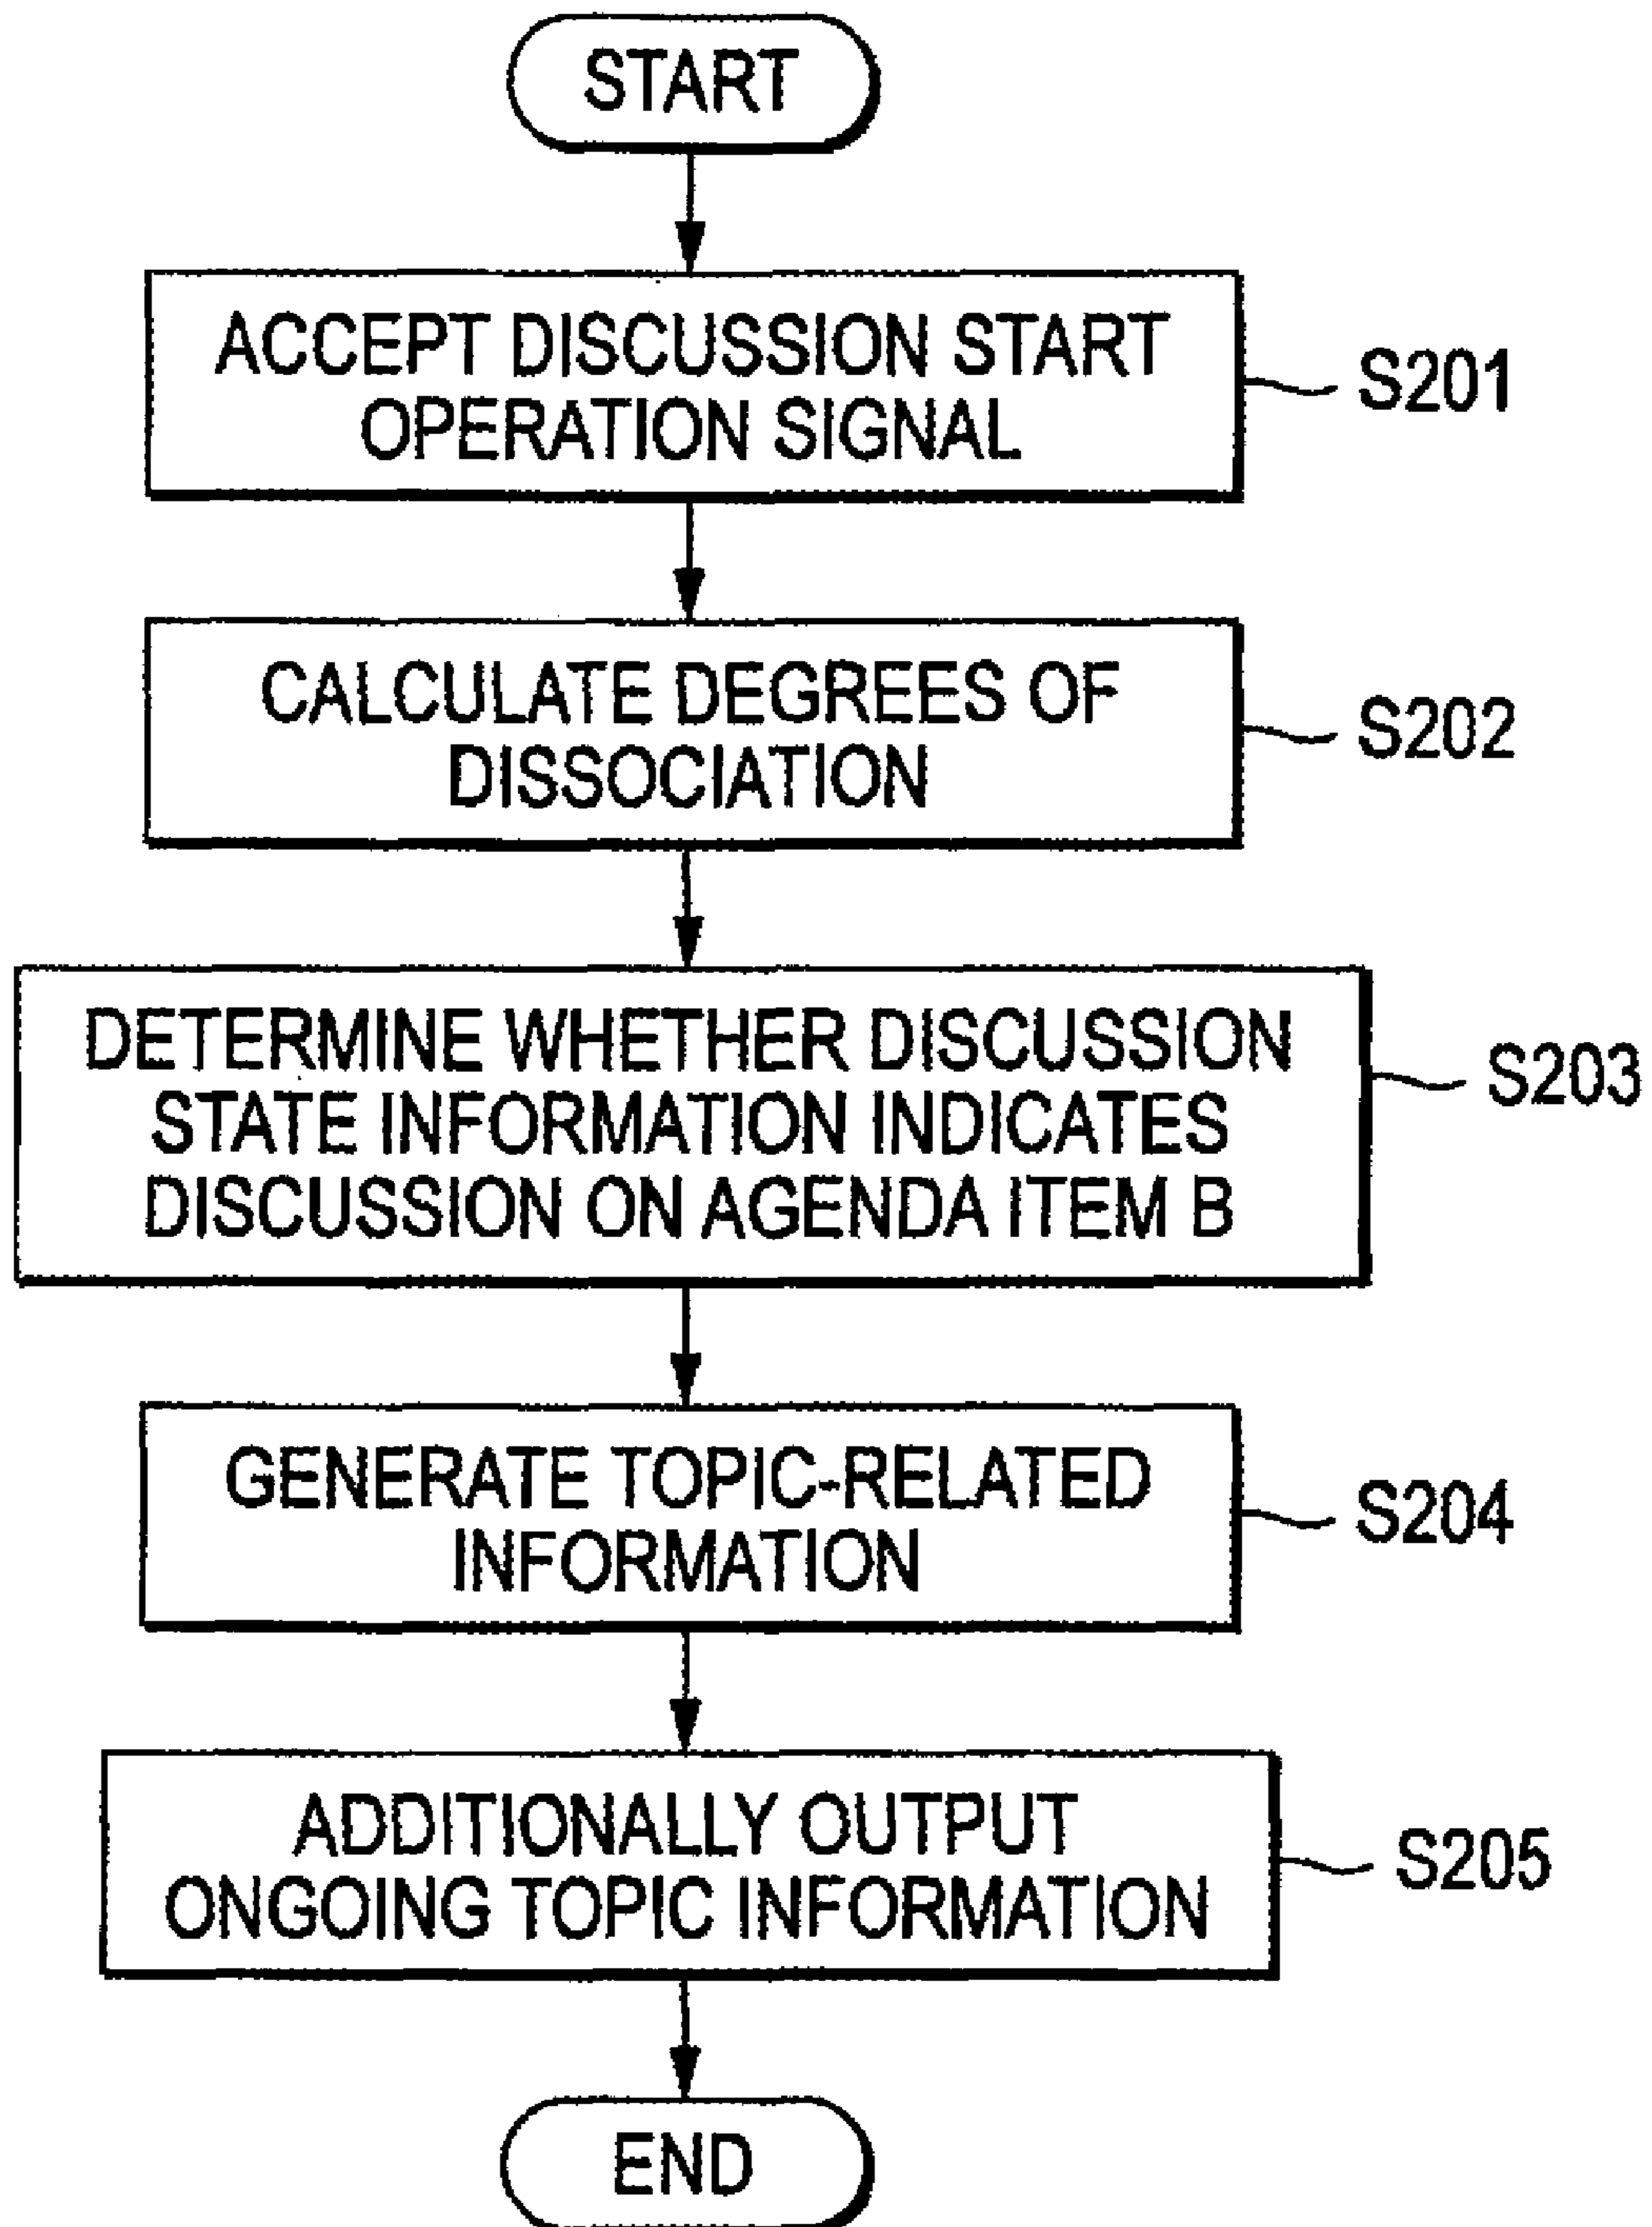 START
ACCEPT DISCUSSION START
OPERATION SIGNAL
S201
CALCULATE DEGREES OF
DISSOCIATION
S202
DETERMINE WHETHER DISCUSSION
STATE INFORMATION INDICATES
DISCUSSION ON AGENDA ITEM B
S203
GENERATE TOPIC-RELATED
INFORMATION
S204
ADDITIONALLY OUTPUT
ONGOING TOPIC INFORMATION
S205
END